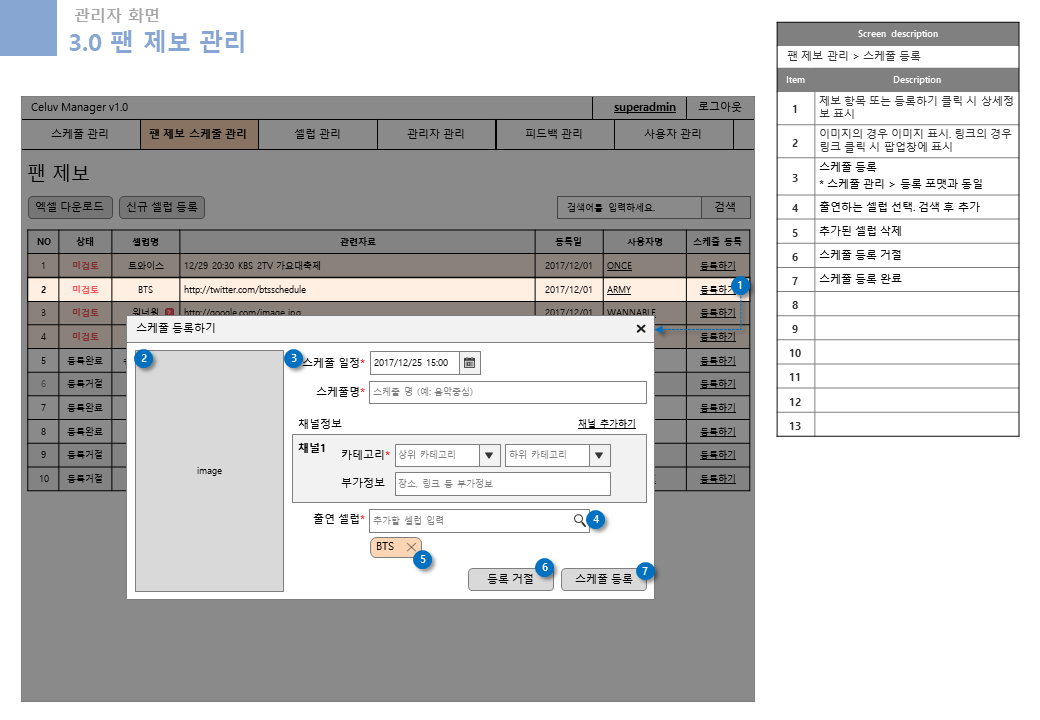 관리자 화면
3.0 팬 제보 관리
Celuv Manager v1.0
superadmin
로그아웃
스케줄 관리
팬 제보 스케줄 관리
셀럽 관리
관리자 관리
피드백 관리
사용자 관리
팬 제보
엑셀 다운로드
신규 셀럽 등록
검색어를 입력하세요.
검색
NO 상태 셀럽명 관련자료 등록일 사용자명 스케줄 등록
1 미검토 트와이스 12/29 20:30 KBS 2TV 가요대축제 2017/12/01 ONCE 등록하기
2 미검토 BTS http://twitter.com/btsschedule 2017/12/01 ARMY 등록하기
1
3 미검토 워너원 http://google.com/image.jpg 2017/12/01 WANNABLE 등록하기
4 미검토 등록하기
5 등록완료 등록하기
6 등록거절 등록하기
7 등록완료 등록하기
8 등록완료 등록하기
9 등록거절 등록하기
10 등록거절 등록하기
스케줄 등록하기
2
image
3
스케줄 일정* 2017/12/25 15:00
스케줄명* 스케줄 명 (예: 음악중심)
채널정보 채널 추가하기
채널1 카테고리* 상위 카테고리 하위 카테고리
부가정보 장소, 링크 등 부가정보
출연 셀럽* 추가할 셀럽 입력
4
BTS
5
등록 거절
6
스케줄 등록
7
Screen description
팬 제보 관리 > 스케줄 등록
Item Description
1 제보 항목 또는 등록하기 클릭 시 상세정
보 표시
2 이미지의 경우 이미지 표시. 링크의 경우
링크 클릭 시 팝업창에 표시
3 스케줄 등록
* 스케줄 관리 > 등록 포맷과 동일
4 출연하는 셀럽 선택. 검색 후 추가
5 추가된 셀럽 삭제
6 스케줄 등록 거절
7 스케줄 등록 완료
8
9
10
11
12
13